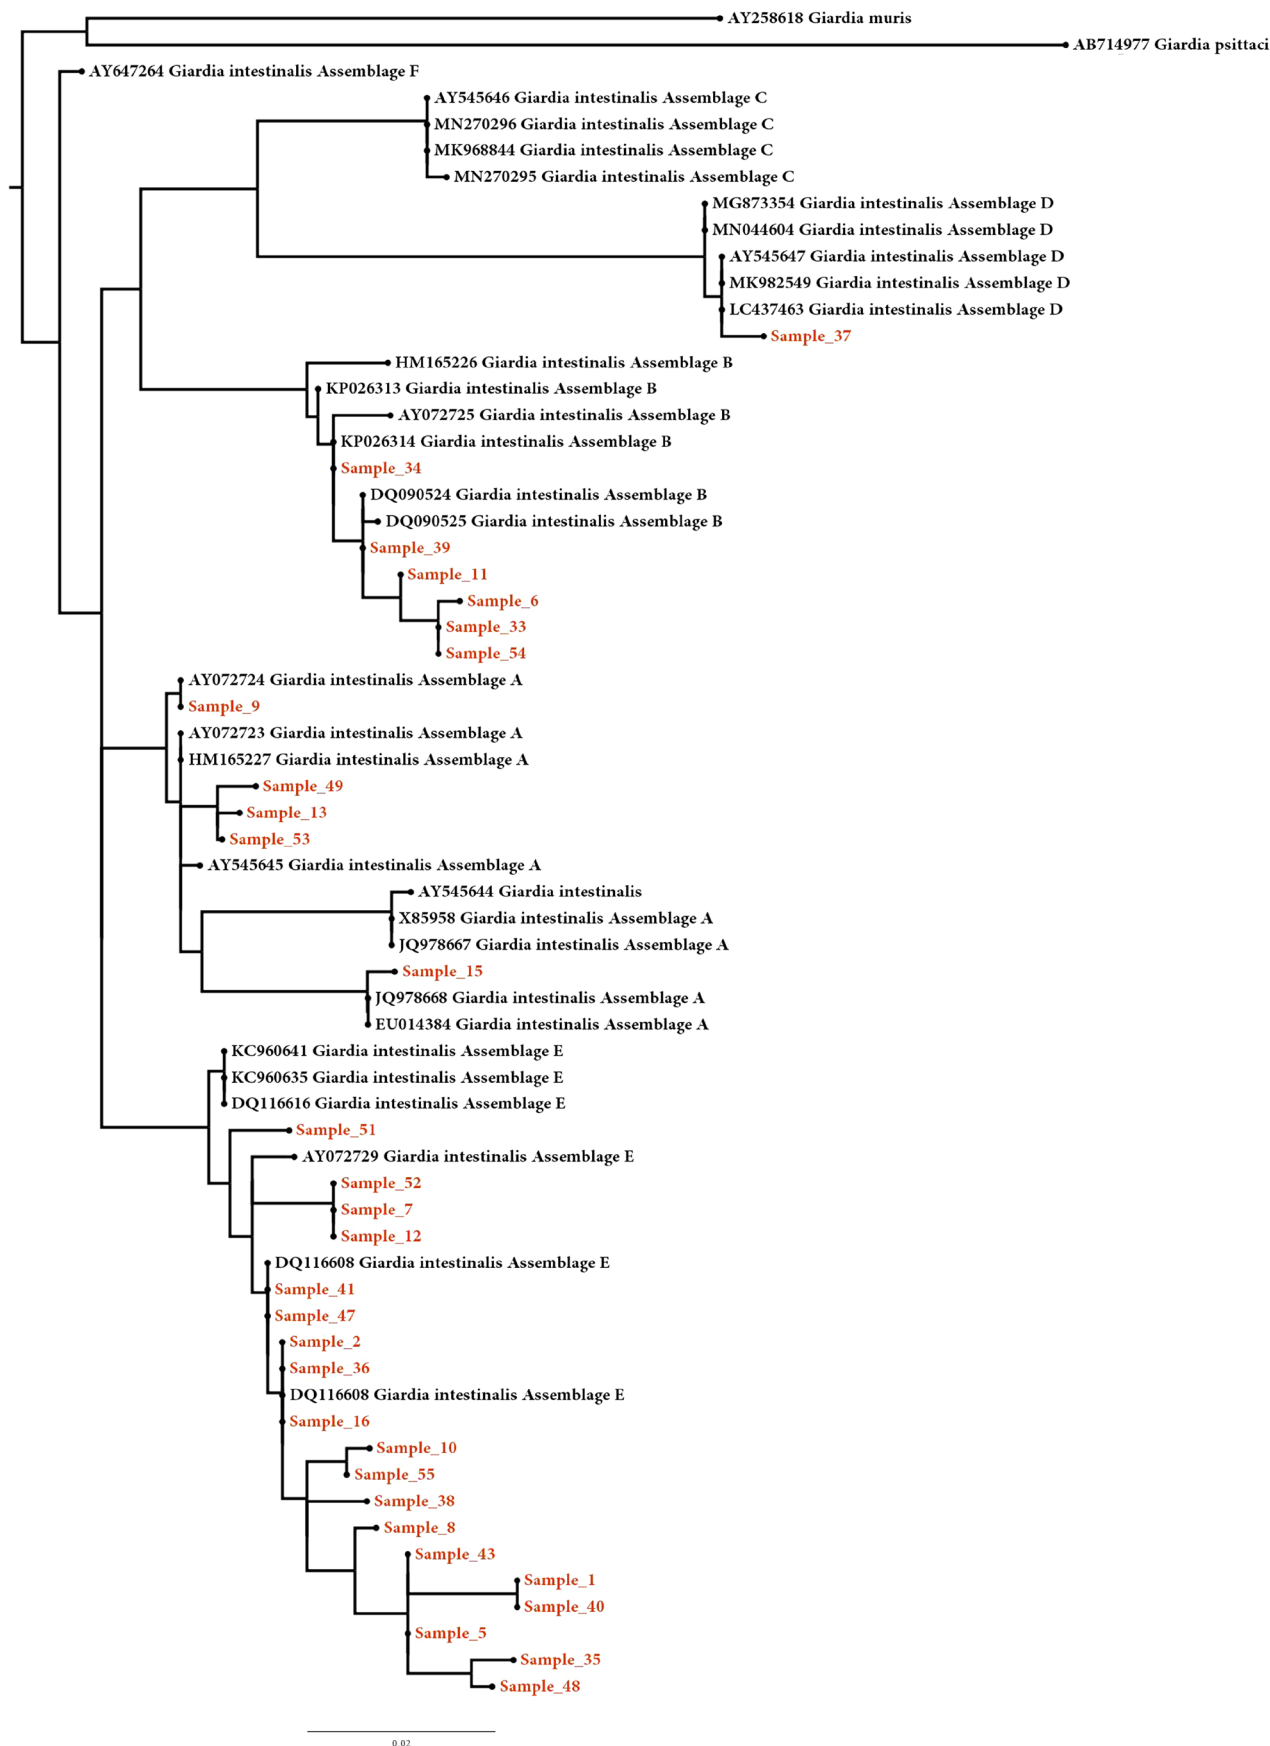 AY258618 Giardia muris
AB714977 Giardia psittaci
AY647264 Giardia intestinalis Assemblage F
AY545646 Giardia intestinalis Assemblage C
MN270296 Giardia intestinalis Assemblage C
MK968844 Giardia intestinalis Assemblage C
MN270295 Giardia intestinalis Assemblage C
MG873354 Giardia intestinalis Assemblage D
MN044604 Giardia intestinalis Assemblage D
AY545647 Giardia intestinalis Assemblage D
MK982549 Giardia intestinalis Assemblage D
LC437463 Giardia intestinalis Assemblage D
Sample_37
HM165226 Giardia intestinalis Assemblage B
KP026313 Giardia intestinalis Assemblage B
AY072725 Giardia intestinalis Assemblage B
KP026314 Giardia intestinalis Assemblage B
Sample_34
DQ090524 Giardia intestinalis Assemblage B
DQ090525 Giardia intestinalis Assemblage B
Sample_39
Sample_11
Sample_6
Sample_33
Sample_54
AY072724 Giardia intestinalis Assemblage A
Sample_9
AY072723 Giardia intestinalis Assemblage A
HM165227 Giardia intestinalis Assemblage A
Sample_49
Sample_13
Sample_53
AY545645 Giardia intestinalis Assemblage A
AY545644 Giardia intestinalis
X85958 Giardia intestinalis Assemblage A
JQ978667 Giardia intestinalis Assemblage A
Sample_15
JQ978668 Giardia intestinalis Assemblage A
EU014384 Giardia intestinalis Assemblage A
KC960641 Giardia intestinalis Assemblage E
KC960635 Giardia intestinalis Assemblage E
DQ116616 Giardia intestinalis Assemblage E
Sample_51
AY072729 Giardia intestinalis Assemblage E
Sample_52
Sample_7
Sample_12
DQ116608 Giardia intestinalis Assemblage E
Sample_41
Sample_47
Sample_2
Sample_36
DQ116608 Giardia intestinalis Assemblage E
Sample_16
Sample_10
Sample_55
Sample_38
Sample_8
Sample_43
Sample_1
Sample_40
Sample_5
Sample_35
Sample_48
0.02